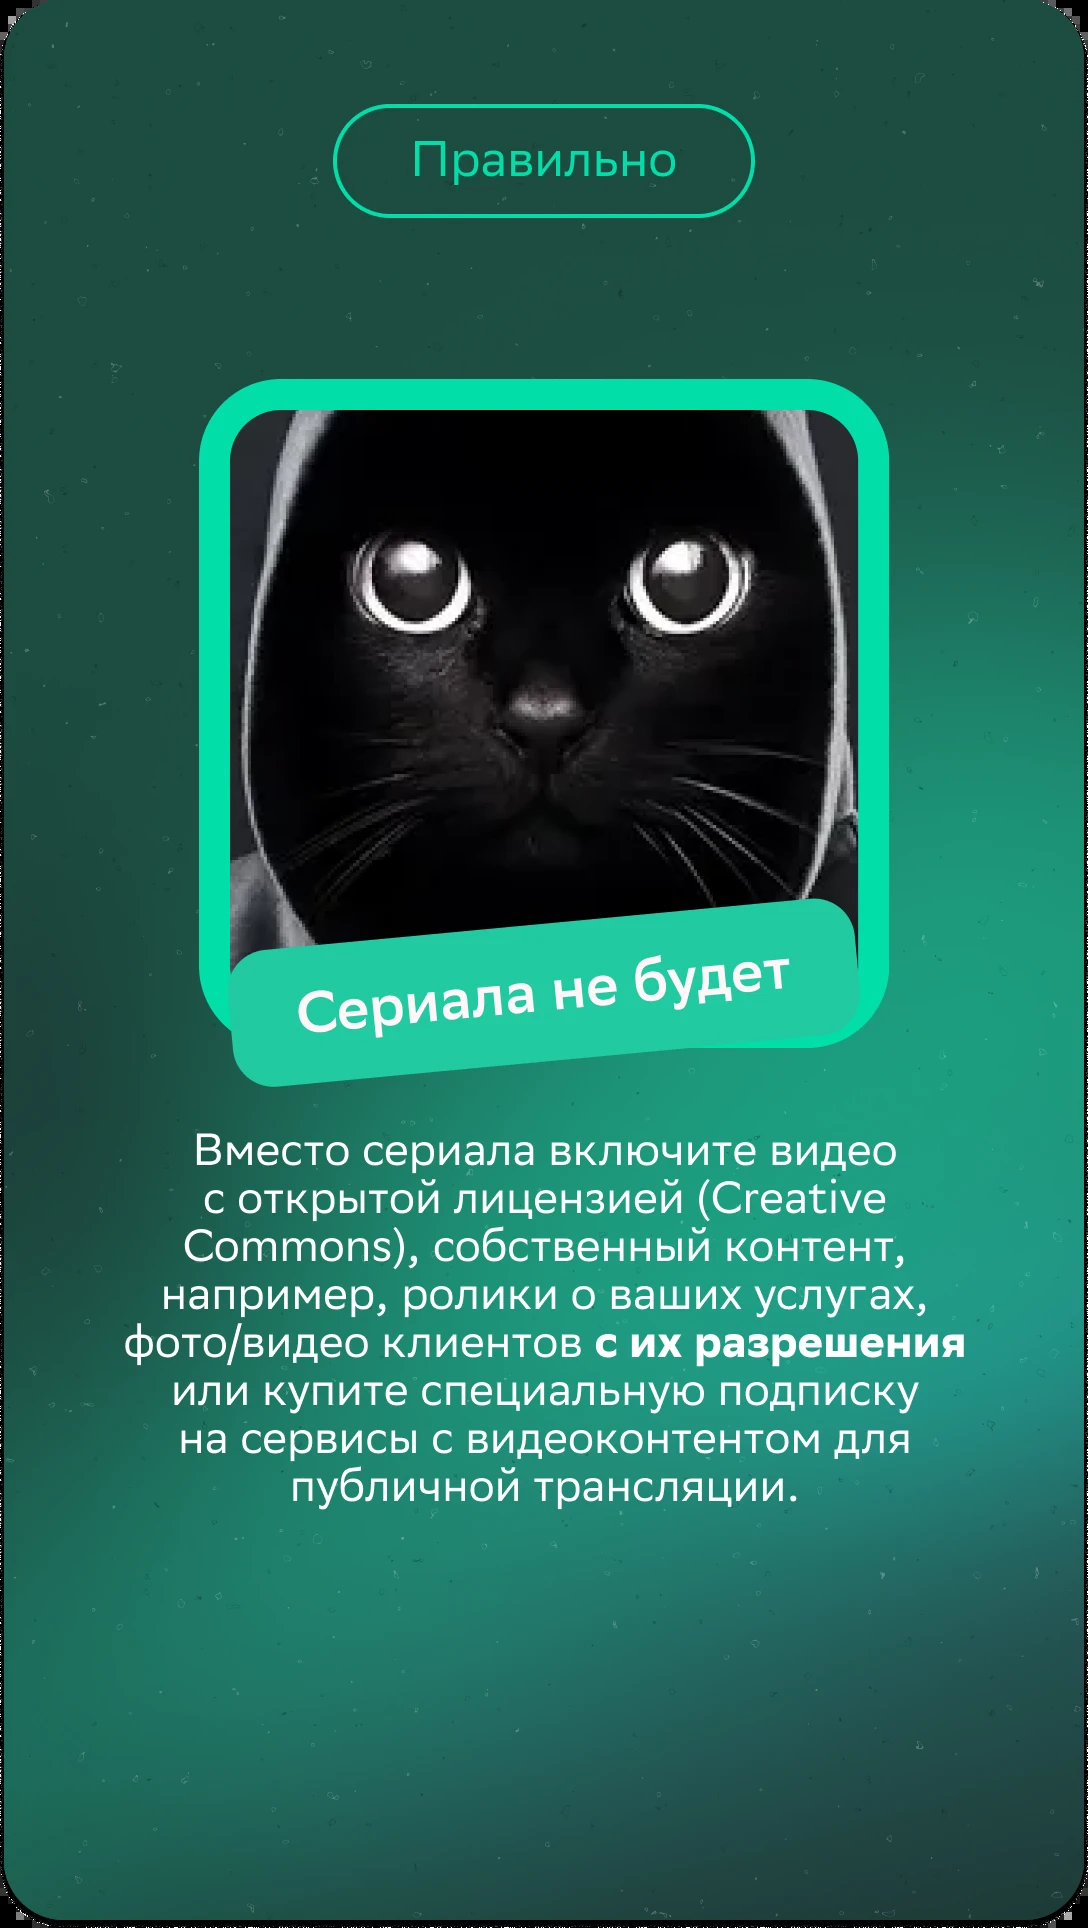 Правильно
Сериала не будет
Вместо сериала включите видео
с открытой лицензией (Creative
Commons), собственный контент,
например, ролики о ваших услугах,
фото/видео клиентов с их разрешения
или купите специальную подписку
на сервисы с видеоконтентом для
публичной трансляции.